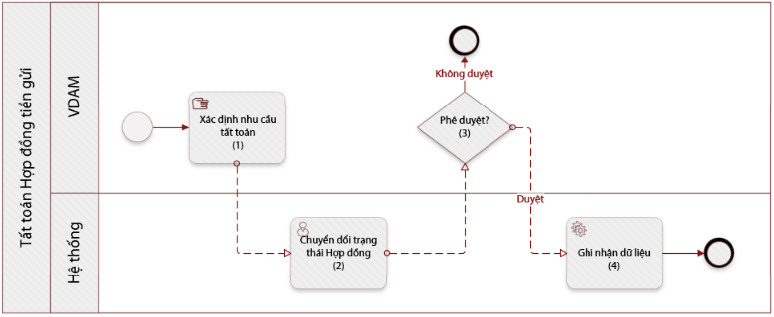 Tất toán Hợp đồng tiền gửi
VDAM
Xác định nhu cầu
tất toán
(1)
Không duyệt
Phê duyệt?
(3)
Duyệt
Hệ thống
Chuyển đổi trạng
thái Hợp đồng
(2)
Ghi nhận dữ liệu
(4)